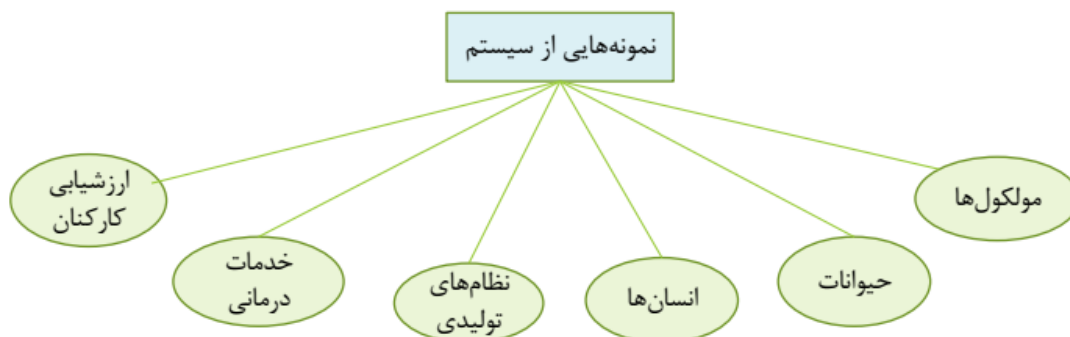 نمونه‌هایی از سیستم
مولکول‌ها
حیوانات
انسان‌ها
نظام‌های
تولیدی
خدمات
درمانی
ارزشیابی
کارکنان